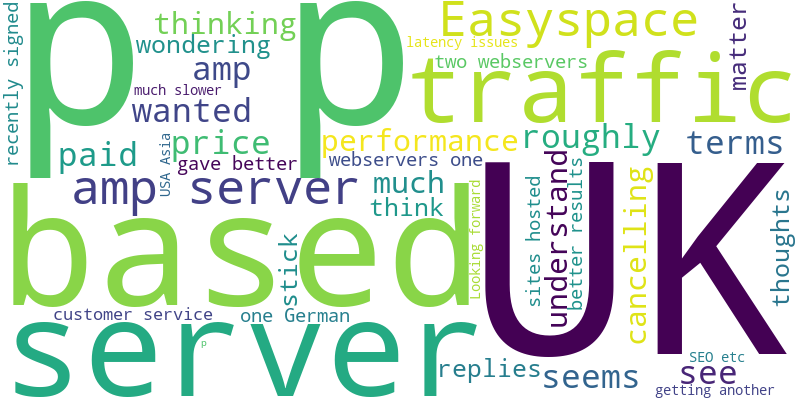 recently signed
p p
thinking
Easyspace
matter
wondering
latency issues
amp
two webservers
traffic
much slower
wanted
USA Asia
price
performance
roughly
terms
paid
gave better
webservers one
amp server
much
think
Looking forward
UK
understand
sites hosted
better results
cancelling
thoughts
based
stick
customer service
one German
server
p
replies
seems
SEO etc
see
getting another